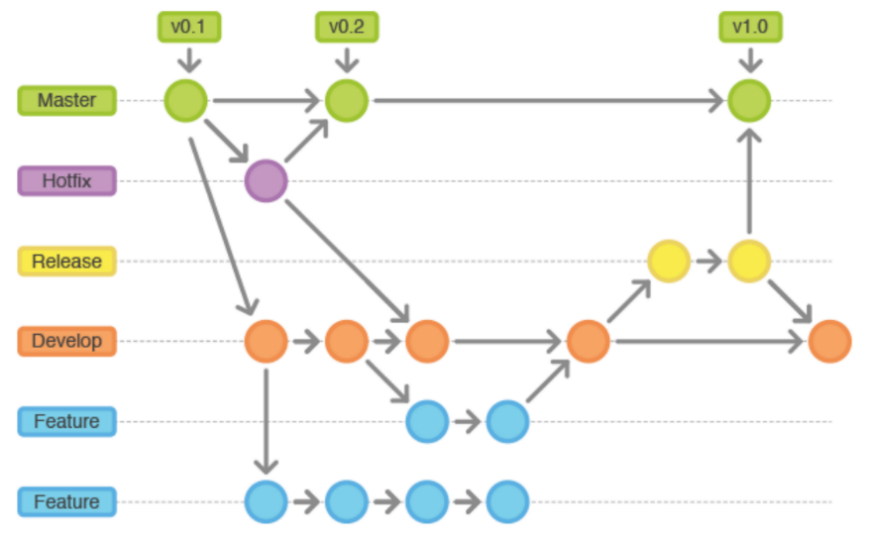 v0.1
v0.2
v1.0
Master
Hotfix
Release
Develop
Feature
Feature